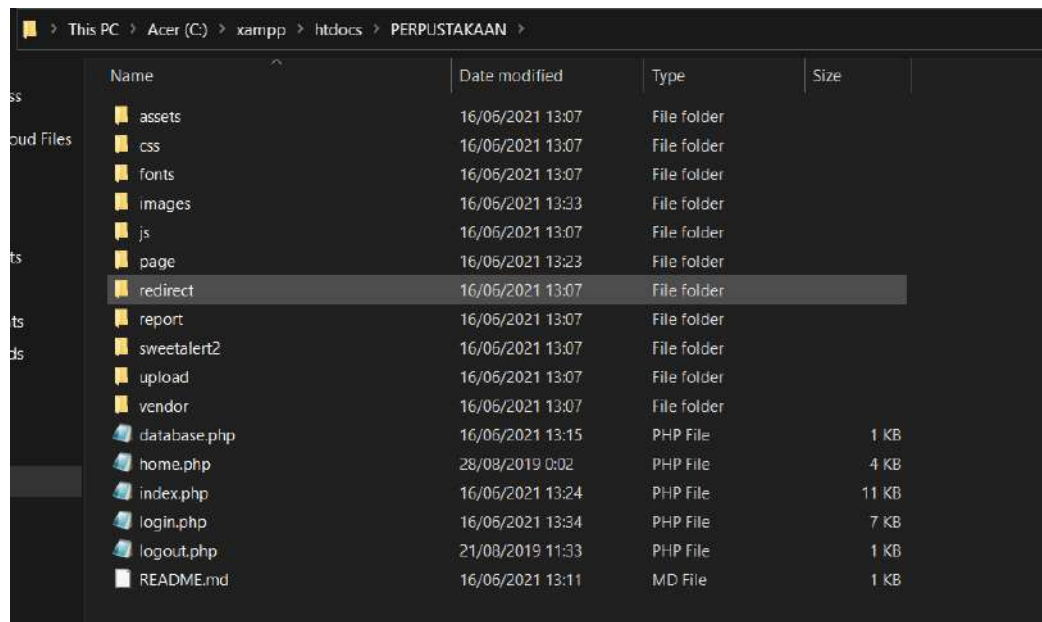 This PC > Acer (C:) > xampp > htdocs > PERPUSTAKAAN >
Name Date modified Type Size
ss
oud Files
ts
ts
ds
assets 16/06/2021 13:07 File folder
css 16/06/2021 13:07 File folder
fonts 16/06/2021 13:07 File folder
images 16/06/2021 13:33 File folder
js 16/06/2021 13:07 File folder
page 16/06/2021 13:23 File folder
redirect 16/06/2021 13:07 File folder
report 16/06/2021 13:07 File folder
sweetalert2 16/06/2021 13:07 File folder
upload 16/06/2021 13:07 File folder
vendor 16/06/2021 13:07 File folder
database.php 16/06/2021 13:15 PHP File 1 KB
home.php 28/08/2019 0:02 PHP File 4 KB
index.php 16/06/2021 13:24 PHP File 11 KB
login.php 16/06/2021 13:34 PHP File 7 KB
logout.php 21/08/2019 11:33 PHP File 1 KB
README.md 16/06/2021 13:11 MD File 1 KB